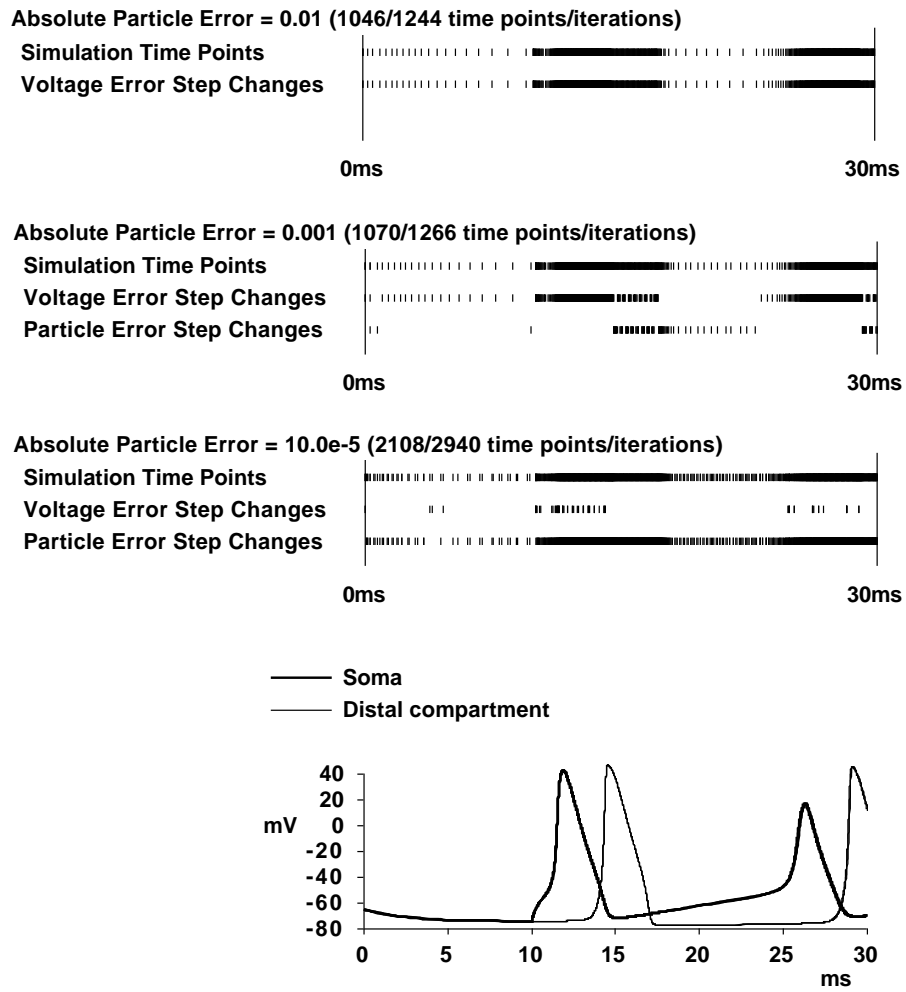 Absolute Particle Error = 0.01 (1046/1244 time points/iterations)
Simulation Time Points
Voltage Error Step Changes
0ms 30ms
Absolute Particle Error = 0.001 (1070/1266 time points/iterations)
Simulation Time Points
Voltage Error Step Changes
Particle Error Step Changes
0ms 30ms
Absolute Particle Error = 10.0e-5 (2108/2940 time points/iterations)
Simulation Time Points
Voltage Error Step Changes
Particle Error Step Changes
0ms 30ms
Soma
Distal compartment
40
20
mV 0
-20
-40
-60
-80
0 5 10 15 20 25 30
ms